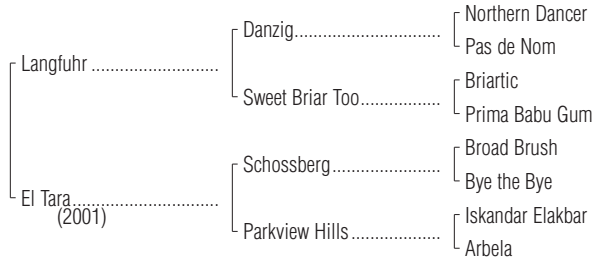 Northern Dancer
Danzig........................................
Pas de Nom
Langfuhr ...................................
Briartic
Sweet Briar Too.....................
Prima Babu Gum
Broad Brush
Schossberg.............................
Bye the Bye
El Tara........................................
(2001)
Iskandar Elakbar
Parkview Hills........................
Arbela